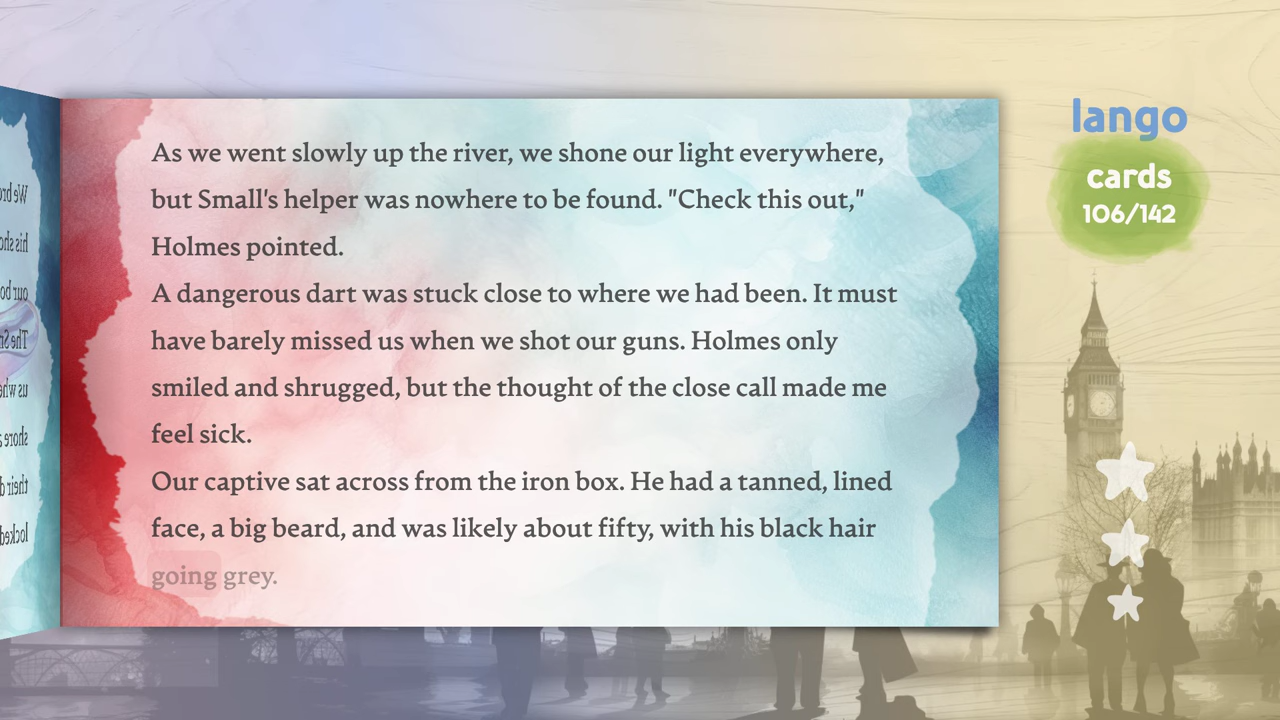 As we went slowly up the river, we shone our light everywhere,
but Small's helper was nowhere to be found. "Check this out,"
Holmes pointed.
A dangerous dart was stuck close to where we had been. It must
have barely missed us when we shot our guns. Holmes only
smiled and shrugged, but the thought of the close call made me
feel sick.
Our captive sat across from the iron box. He had a tanned, lined
face, a big beard, and was likely about fifty, with his black hair
going grey.
lango
cards
106/142